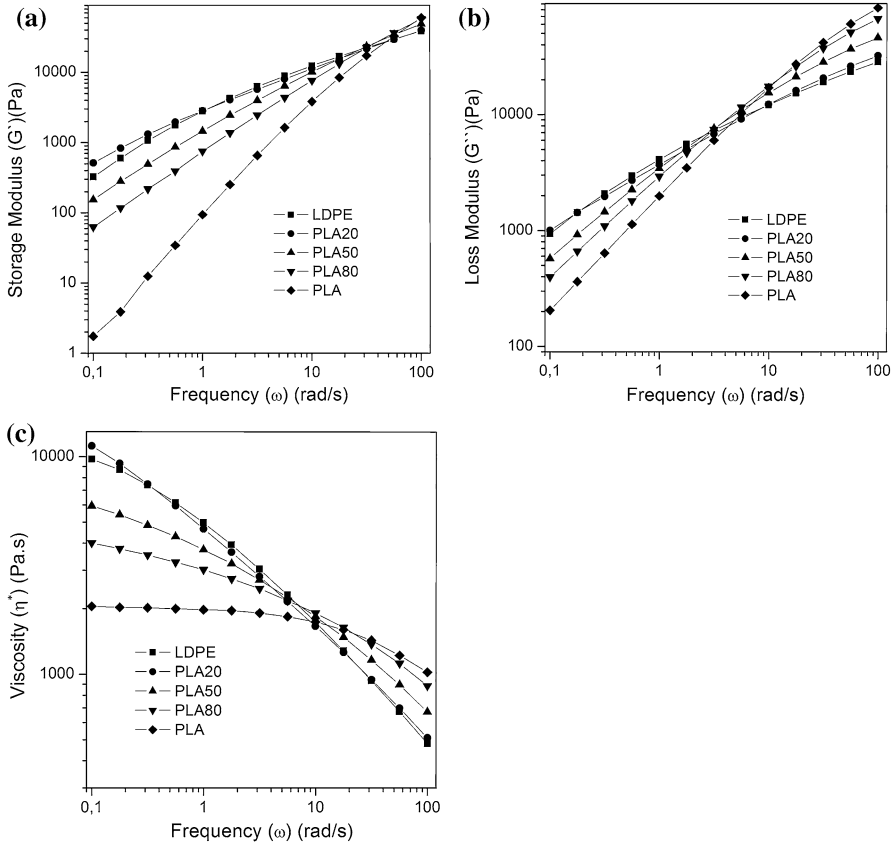 (a)
Storage Modulus (G`)(Pa)
10000
1000
100
10
1
LDPE
PLA20
PLA50
PLA80
PLA
0,1
1
10
100
Frequency (ω) (rad/s)
(b)
Loss Modulus (G``)(Pa)
10000
1000
100
LDPE
PLA20
PLA50
PLA80
PLA
0,1
1
10
100
Frequency (ω) (rad/s)
(c)
Viscosity (η*) (Pa.s)
10000
1000
LDPE
PLA20
PLA50
PLA80
PLA
0,1
1
10
100
Frequency (ω) (rad/s)